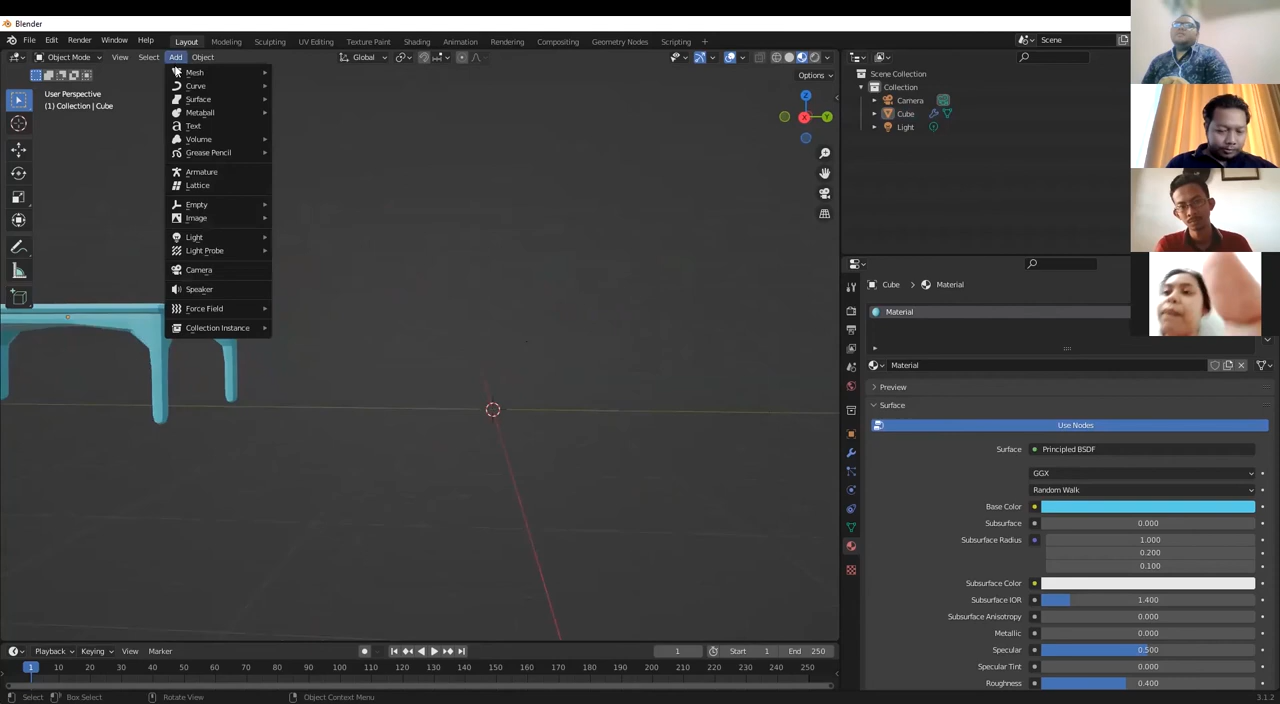 Blender
File Edit Render Window Help
Layout Modeling Sculpting UV Editing Texture Paint Shading Animation Rendering Compositing Geometry Nodes Scripting +
Scene
Object Mode View Select Add Object Global
Options
User Perspective
(1) Collection | Cube
Mesh
Curve
Surface
Metaball
Text
Volume
Grease Pencil
Armature
Lattice
Empty
Image
Light
Light Probe
Camera
Speaker
Force Field
Collection Instance
Z
X
Y
Scene Collection
Collection
Camera
Cube
Light
Cube > Material
Material
Material
Preview
Surface
Use Nodes
Surface Principled BSDF
GGX
Random Walk
Base Color
Subsurface 0.000
Subsurface Radius 1.000
0.200
0.100
Subsurface Color
Subsurface IOR 1.400
Subsurface Anisotropy 0.000
Metallic 0.000
Specular 0.500
Specular Tint 0.000
Roughness 0.400
Playback Keying View Marker 1 Start 1 End 250
1 10 20 30 40 50 60 70 80 90 100 110 120 130 140 150 160 170 180 190 200 210 220 230 240 250
Select Box Select Rotate View Object Context Menu 3.1.2